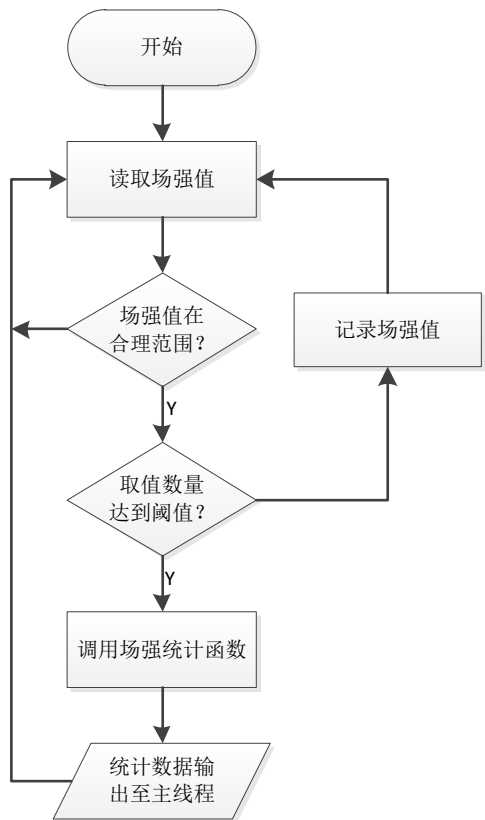 开始
读取场强值
场强值在
合理范围？
记录场强值
Y
取值数量
达到阈值？
Y
调用场强统计函数
统计数据输
出至主线程